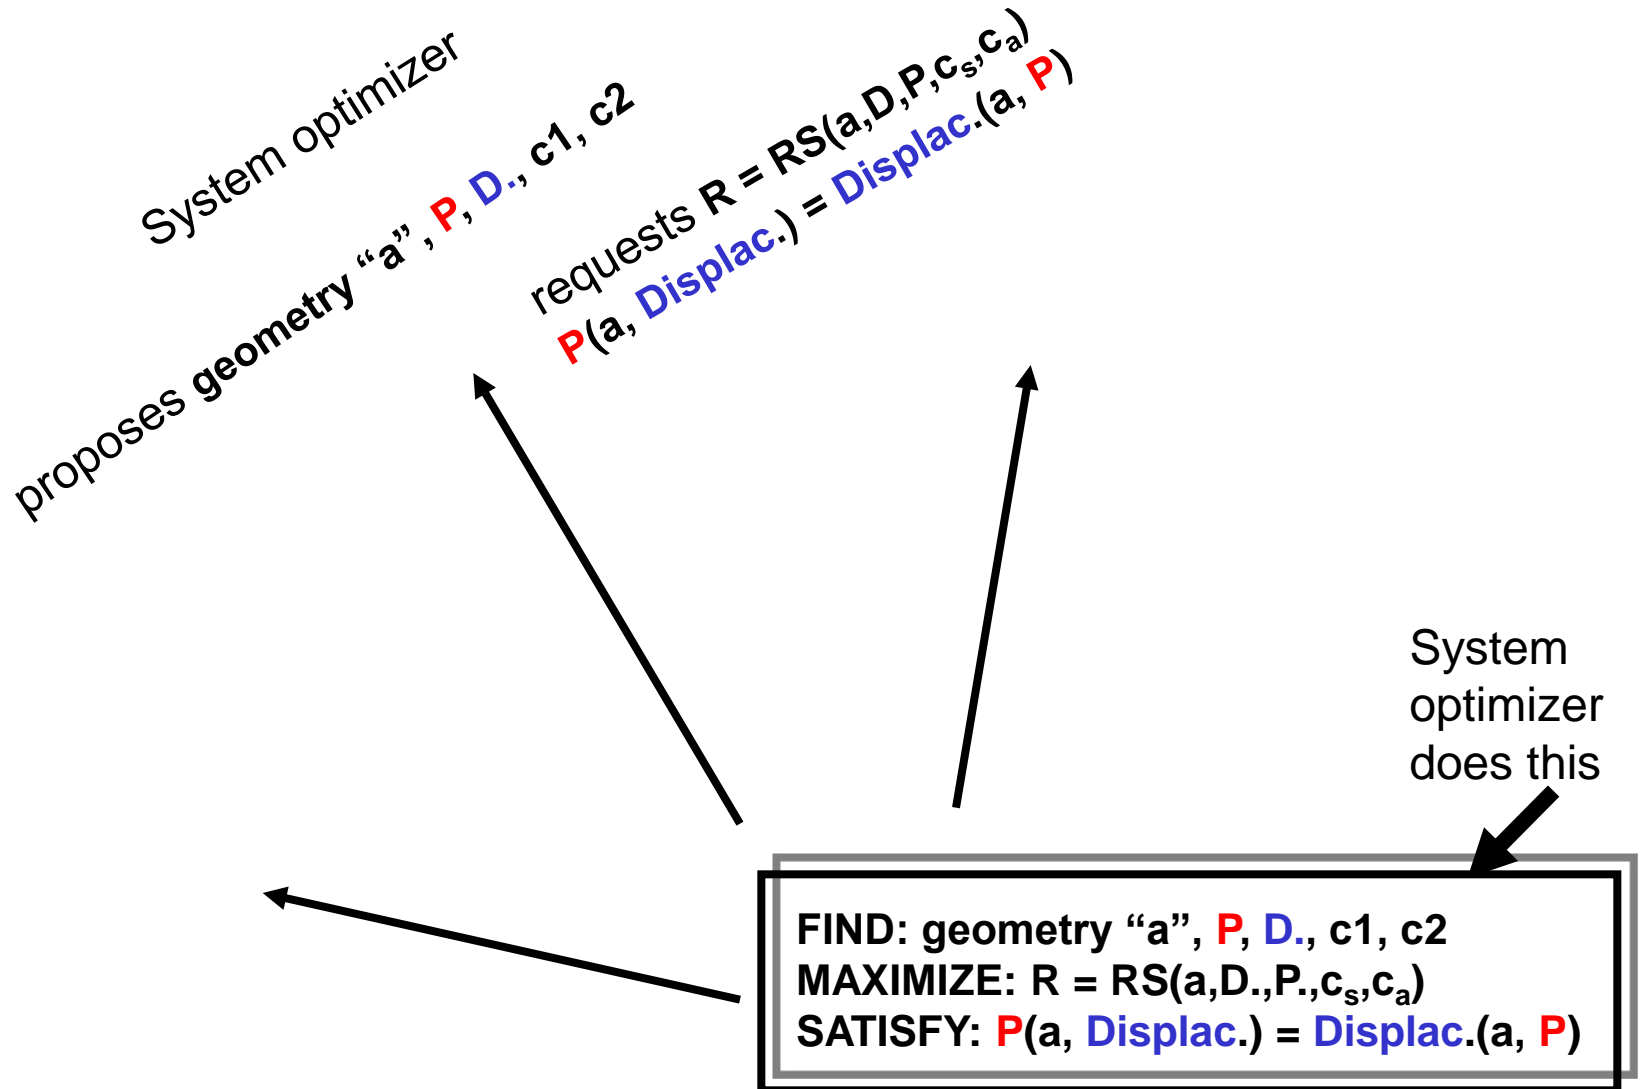 System optimizer
proposes geometry “a” , P, D., c1, c2
requests R = RS(a,D,P,cₛ,cₐ)
P(a, Displac.) = Displac.(a, P)
System
optimizer
does this
FIND: geometry “a”, P, D., c1, c2
MAXIMIZE: R = RS(a,D.,P.,cₛ,cₐ)
SATISFY: P(a, Displac.) = Displac.(a, P)